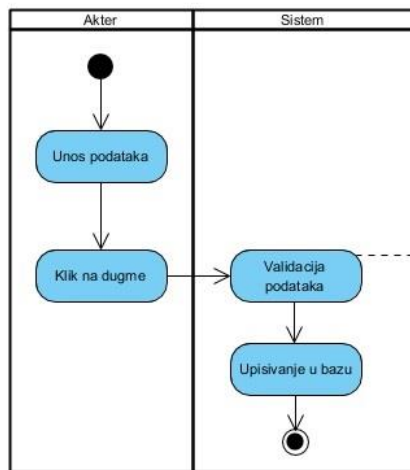 Akter
Sistem
Unos podataka
Klik na dugme
Validacija
podataka
Upisivanje u bazu